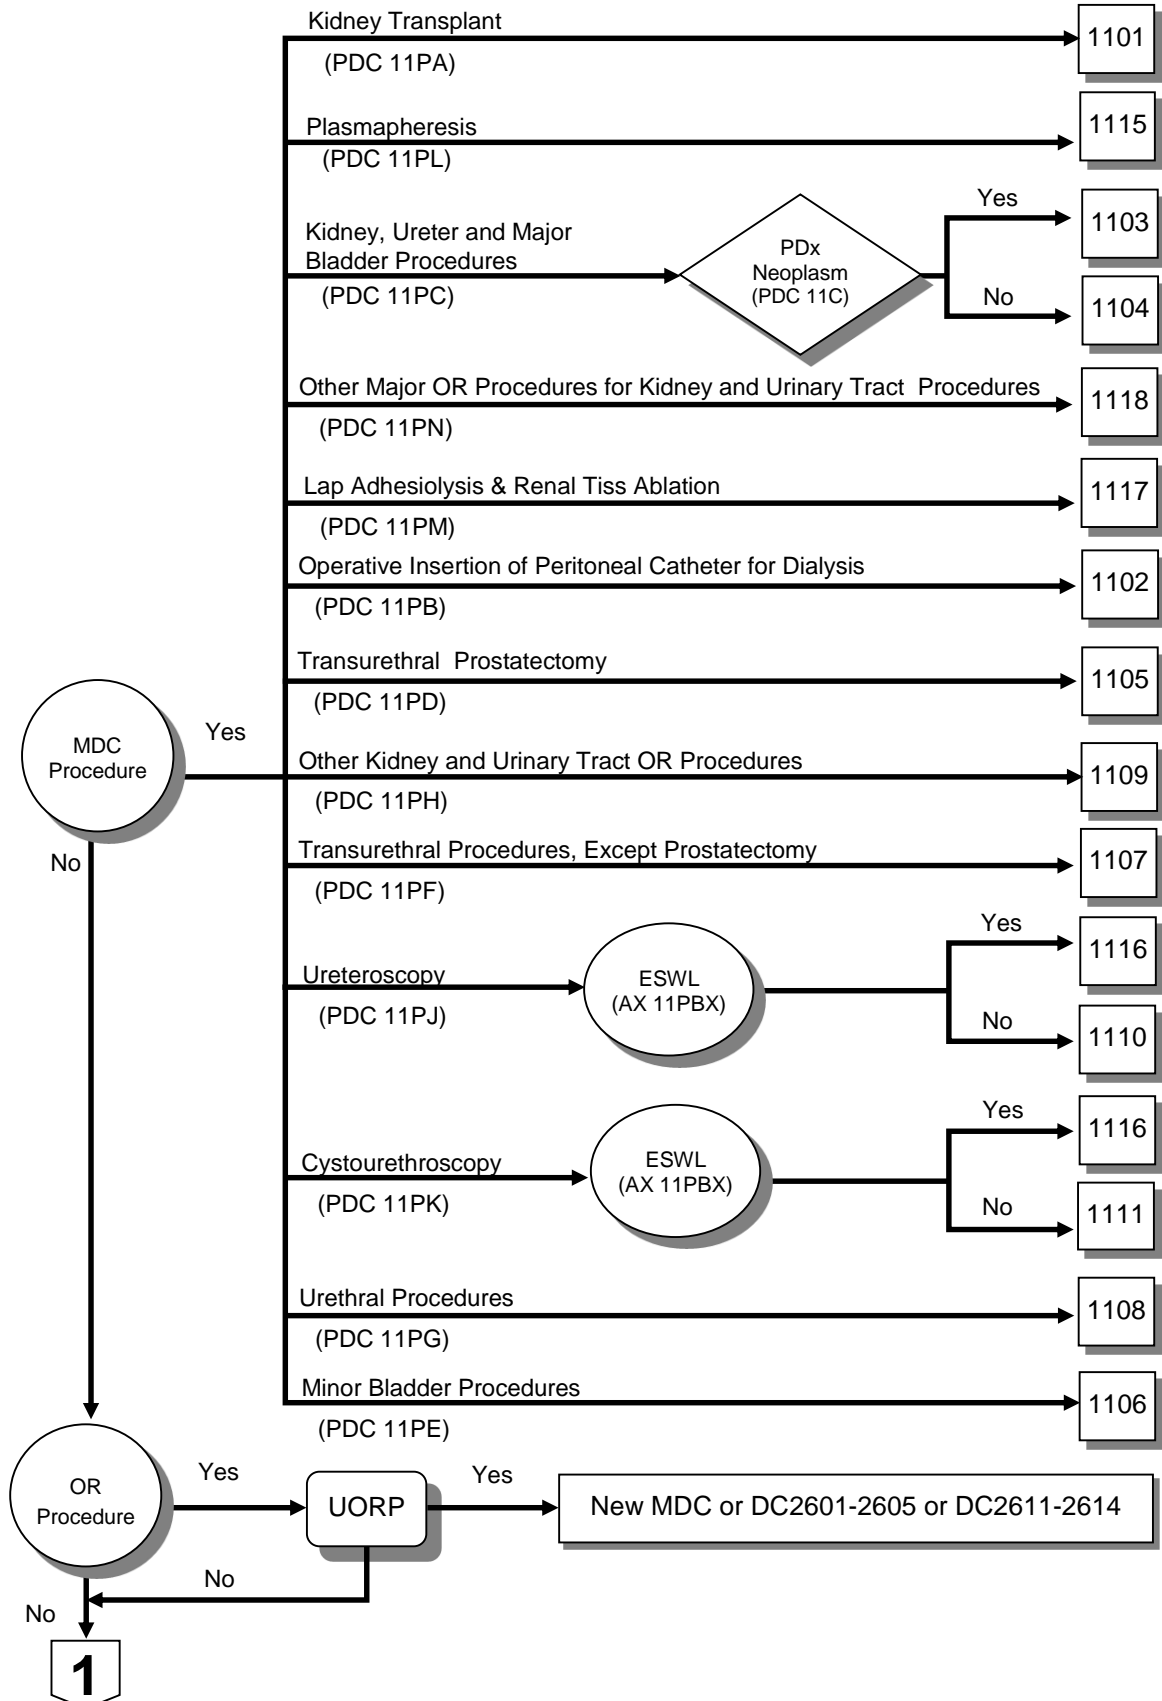 Kidney Transplant
(PDC 11PA)
1101
Plasmapheresis
(PDC 11PL)
1115
Kidney, Ureter and Major
Bladder Procedures
(PDC 11PC)
PDx
Neoplasm
(PDC 11C)
Yes
1103
No
1104
Other Major OR Procedures for Kidney and Urinary Tract  Procedures
(PDC 11PN)
1118
Lap Adhesiolysis & Renal Tiss Ablation
(PDC 11PM)
1117
Operative Insertion of Peritoneal Catheter for Dialysis
(PDC 11PB)
1102
Transurethral  Prostatectomy
(PDC 11PD)
1105
MDC
Procedure
Yes
Other Kidney and Urinary Tract OR Procedures
(PDC 11PH)
1109
No
Transurethral Procedures, Except Prostatectomy
(PDC 11PF)
1107
Ureteroscopy
(PDC 11PJ)
ESWL
(AX 11PBX)
Yes
1116
No
1110
Cystourethroscopy
(PDC 11PK)
ESWL
(AX 11PBX)
Yes
1116
No
1111
Urethral Procedures
(PDC 11PG)
1108
Minor Bladder Procedures
(PDC 11PE)
1106
OR
Procedure
Yes
UORP
Yes
New MDC or DC2601-2605 or DC2611-2614
No
No
1